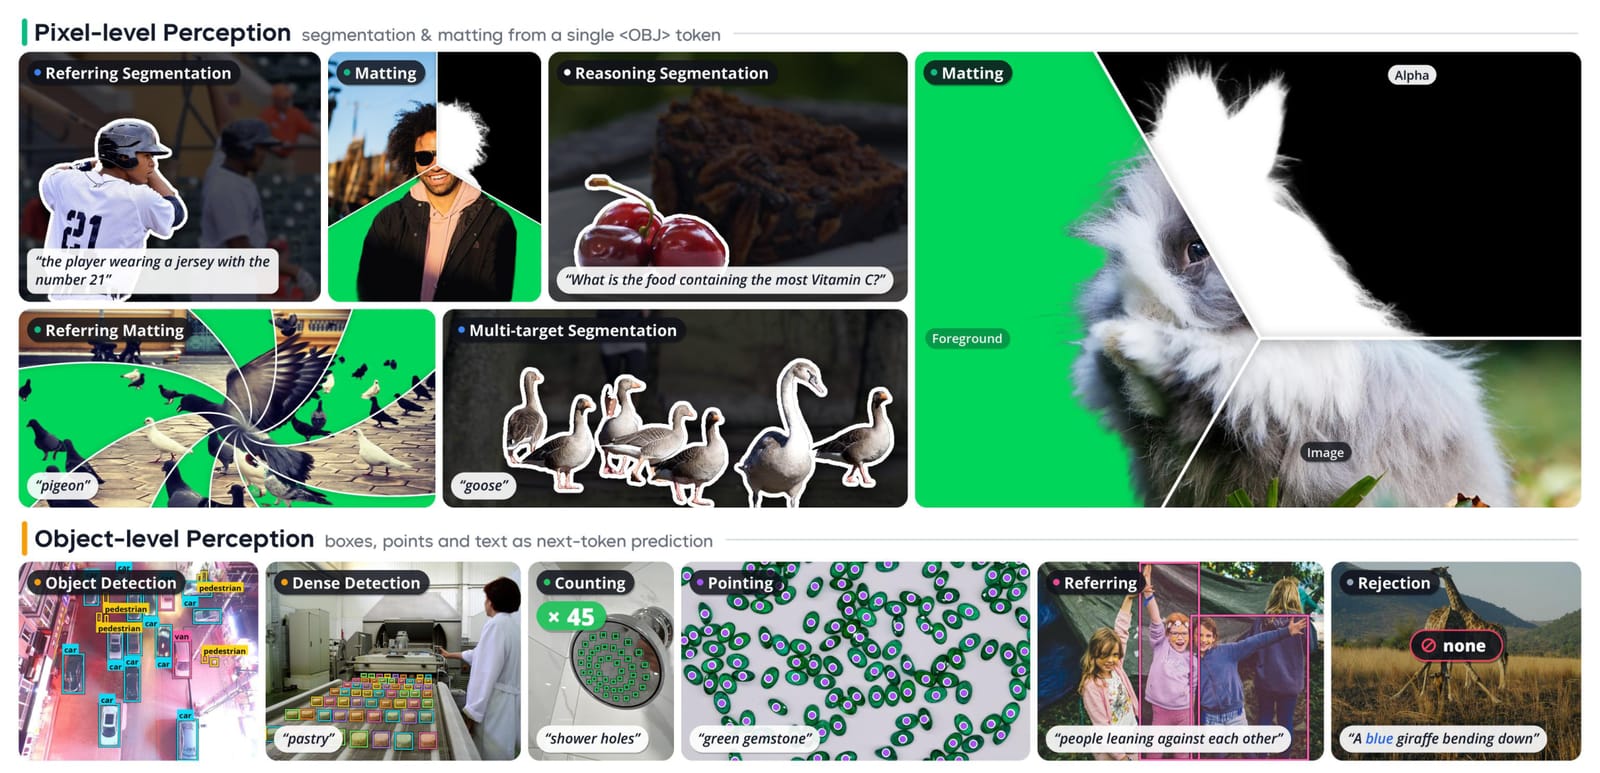 Pixel-level Perception segmentation & matting from a single <OBJ> token
Referring Segmentation
21
“the player wearing a jersey with the
number 21”
Matting
Reasoning Segmentation
“What is the food containing the most Vitamin C?”
Matting
Alpha
Foreground
Image
Referring Matting
“pigeon”
Multi-target Segmentation
“goose”
Object-level Perception boxes, points and text as next-token prediction
Object Detection
car
pedestrian
pedestrian
car
pedestrian
car
van
car
pedestrian
car
car
car
car
Dense Detection
“pastry”
Counting
× 45
“shower holes”
Pointing
“green gemstone”
Referring
“people leaning against each other”
Rejection
none
“A blue giraffe bending down”